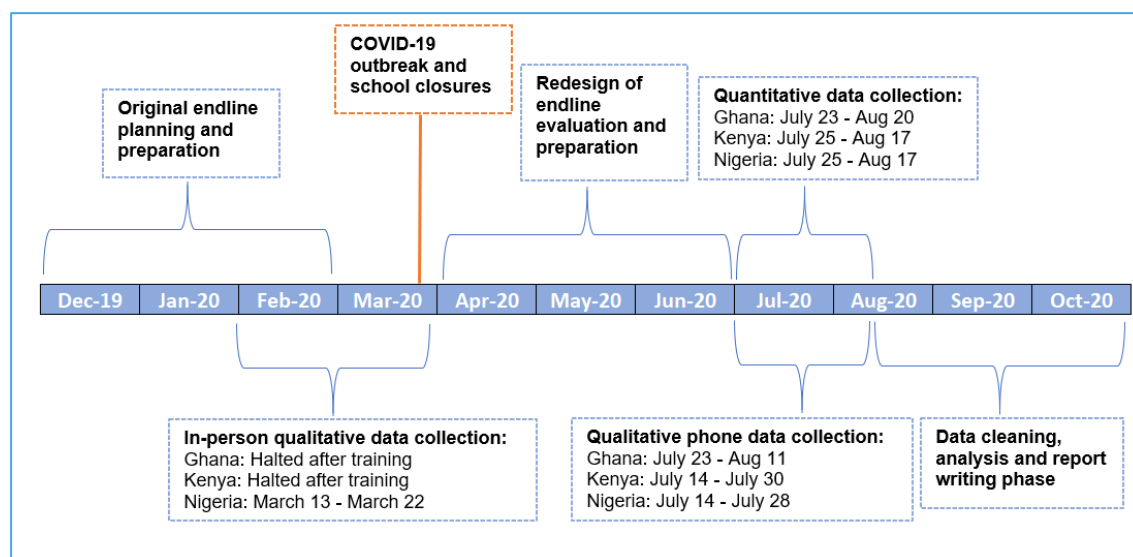 COVID-19
outbreak and
school closures
Original endline
planning and
preparation
Redesign of
endline
evaluation and
preparation
Quantitative data collection:
Ghana: July 23 - Aug 20
Kenya: July 25 - Aug 17
Nigeria: July 25 - Aug 17
Dec-19 Jan-20 Feb-20 Mar-20 Apr-20 May-20 Jun-20 Jul-20 Aug-20 Sep-20 Oct-20
In-person qualitative data collection:
Ghana: Halted after training
Kenya: Halted after training
Nigeria: March 13 - March 22
Qualitative phone data collection:
Ghana: July 23 - Aug 11
Kenya: July 14 - July 30
Nigeria: July 14 - July 28
Data cleaning,
analysis and report
writing phase